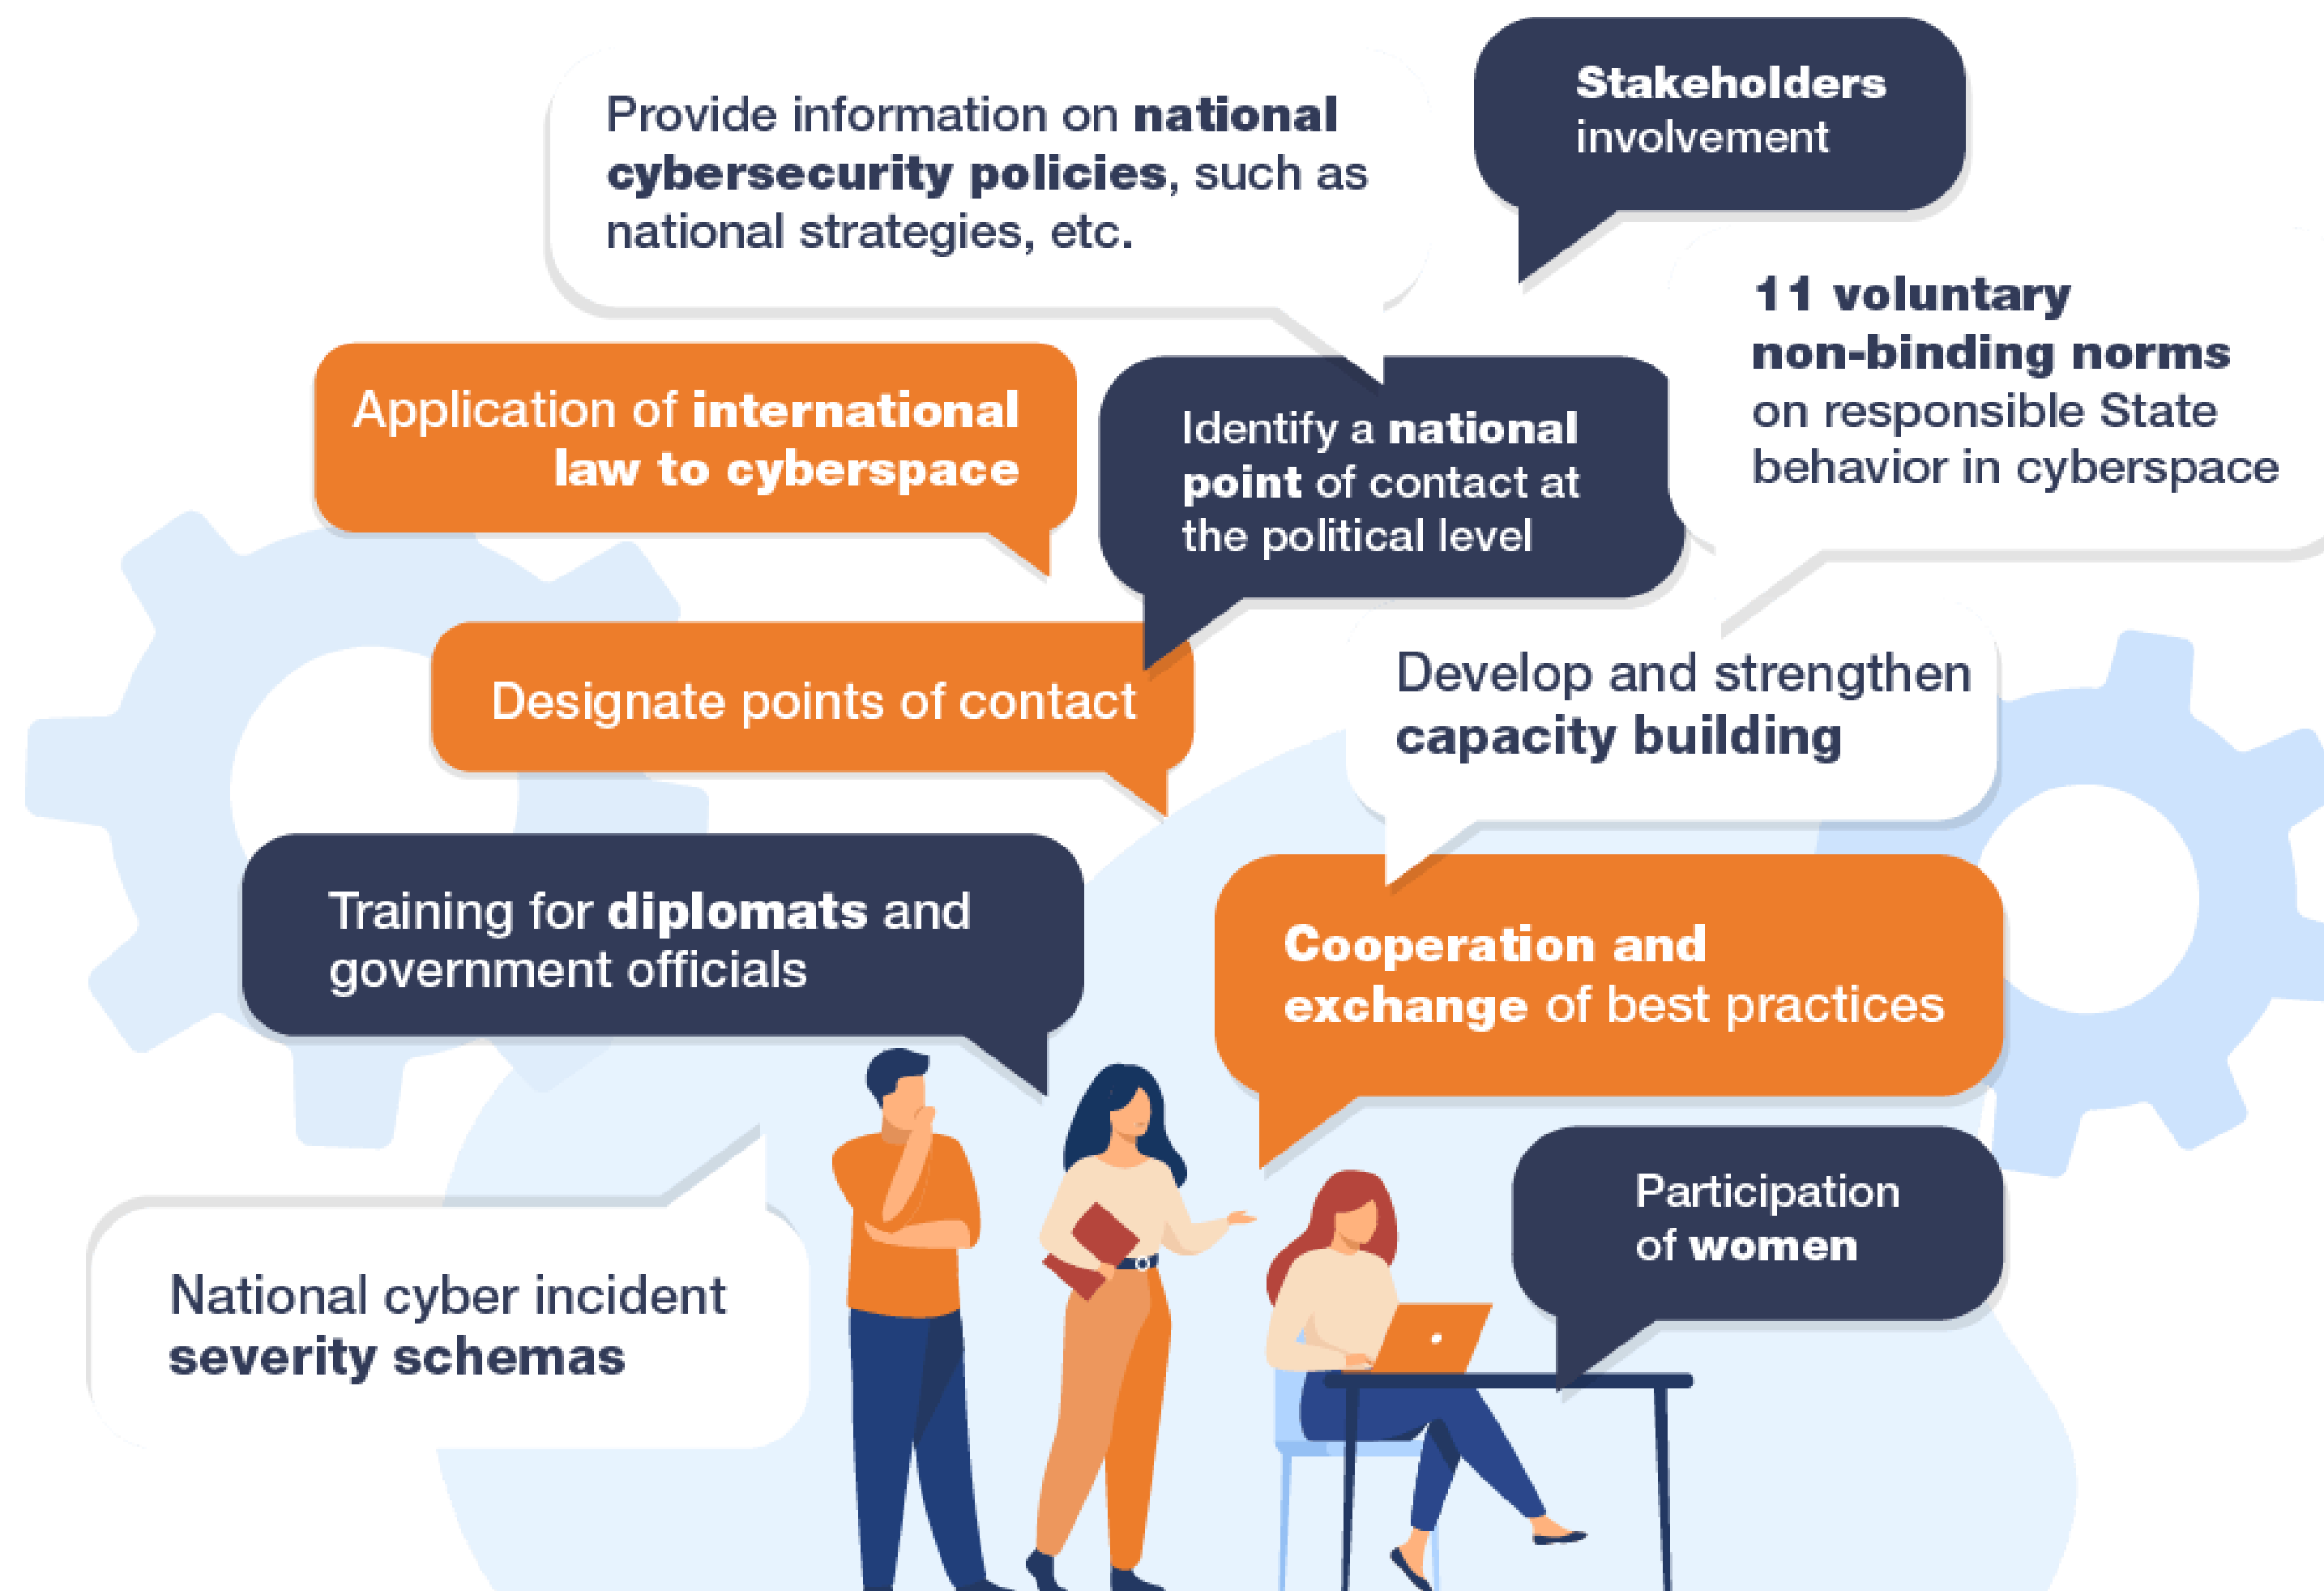 Provide information on national
cybersecurity policies, such as
national strategies, etc.
Stakeholders
involvement
11 voluntary
non-binding norms
on responsible State
behavior in cyberspace
Application of international
law to cyberspace
Identify a national
point of contact at
the political level
Designate points of contact
Develop and strengthen
capacity building
Training for diplomats and
government officials
Cooperation and
exchange of best practices
Participation
of women
National cyber incident
severity schemas